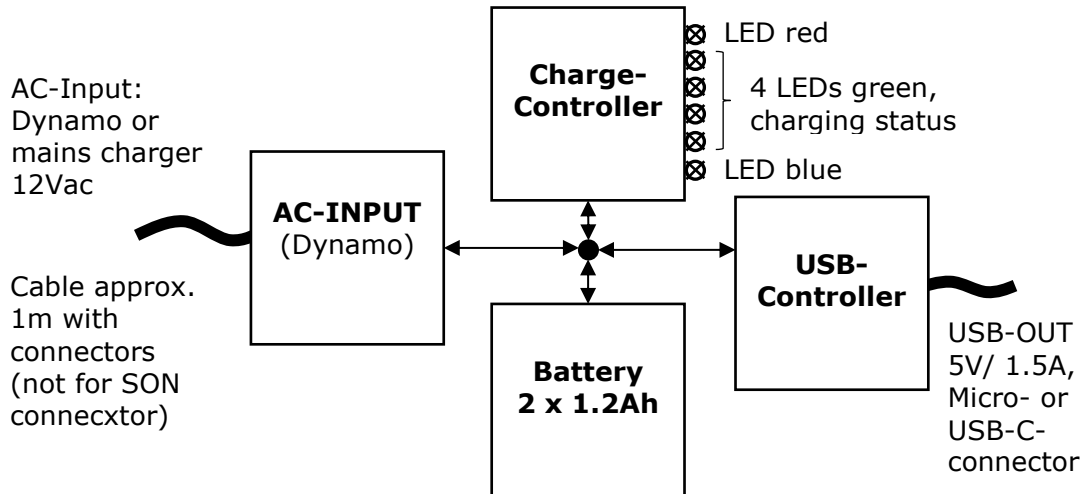 Charge-
Controller
LED red
4 LEDs green,
charging status
LED blue
AC-Input:
Dynamo or
mains charger
12Vac
AC-INPUT
(Dynamo)
Cable approx.
1m with
connectors
(not for SON
connecxtor)
USB-
Controller
Battery
2 x 1.2Ah
USB-OUT
5V/ 1.5A,
Micro- or
USB-C-
connector